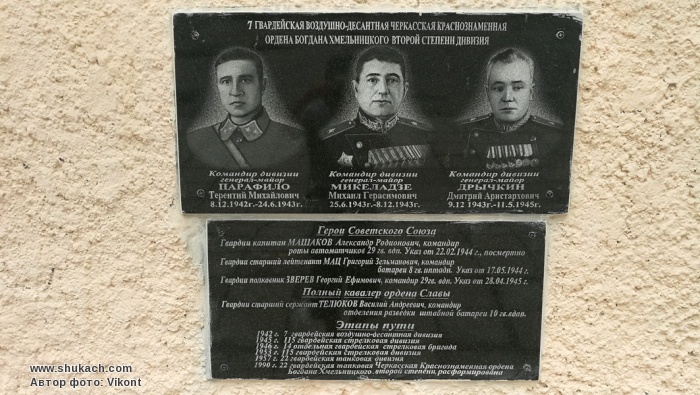 7 ГВАРДЕЙСКАЯ ВОЗДУШНО-ДЕСАНТНАЯ ЧЕРКАССКАЯ КРАСНОЗНАМЕННАЯ
ОРДЕНА БОГДАНА ХМЕЛЬНИЦКОГО ВТОРОЙ СТЕПЕНИ ДИВИЗИЯ
Командир дивизии
генерал-майор
ПАРАФИЛО
Терентий Михайлович
8.12.1942г.-24.6.1943г.
Командир дивизии
генерал-майор
МИКЕЛАДЗЕ
Михаил Герасимович
25.6.1943г.-8.12.1943г.
Командир дивизии
генерал-майор
ДРЫЧКИН
Дмитрий Аристархович
9.12.1943г.-11.5.1945г.
Герои Советского Союза
Гвардии капитан МАШАКОВ Александр Родионович, командир
роты автоматчиков 29 гв. вдп. Указ от 22.02.1944 г., посмертно
Гвардии старший лейтенант МАЦ Григорий Зельманович, командир
батареи 8 гв. иптодн. Указ от 17.05.1944 г.
Гвардии полковник ЗВЕРЕВ Георгий Ефимович, командир 29гв. вдп. Указ от 28.04.1945 г.
Полный кавалер ордена Славы
Гвардии старший сержант ТЕЛЮКОВ Василий Андреевич, командир
отделения разведки штабной батареи 10 гв.вдап.
Этапы пути
1942 г. 7 гвардейская воздушно-десантная дивизия
1945 г. 115 гвардейская стрелковая дивизия
1946 г. 14 отдельная гвардейская стрелковая бригада
1953 г. 115 гвардейская стрелковая дивизия
1957 г. 22 гвардейская танковая дивизия
1990 г. 22 гвардейская танковая Черкасская Краснознаменная ордена
Богдана Хмельницкого второй степени расформирована
www.shukach.com
Автор фото: Vikont